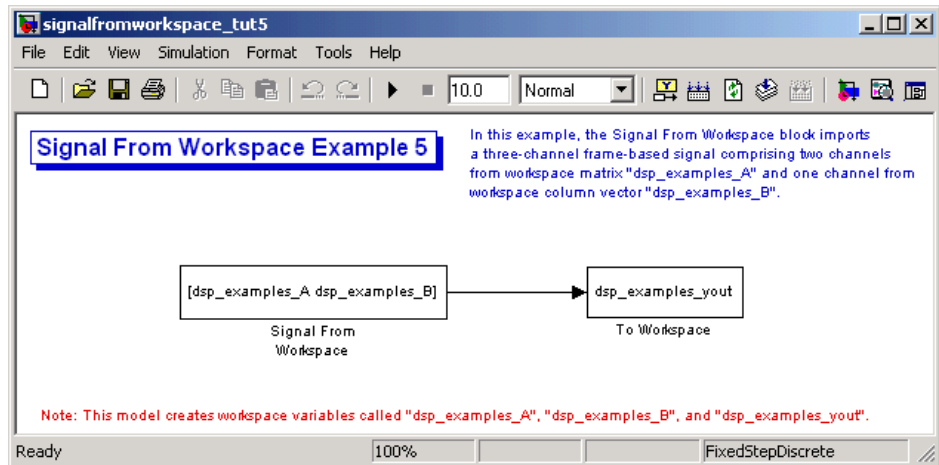 signalfromworkspace_tut5
File Edit View Simulation Format Tools Help
10.0 Normal
Signal From Workspace Example 5
In this example, the Signal From Workspace block imports
a three-channel frame-based signal comprising two channels
from workspace matrix "dsp_examples_A" and one channel from
workspace column vector "dsp_examples_B".
[dsp_examples_A dsp_examples_B]
Signal From
Workspace
dsp_examples_yout
To Workspace
Note: This model creates workspace variables called "dsp_examples_A", "dsp_examples_B", and "dsp_examples_yout".
Ready 100% FixedStepDiscrete